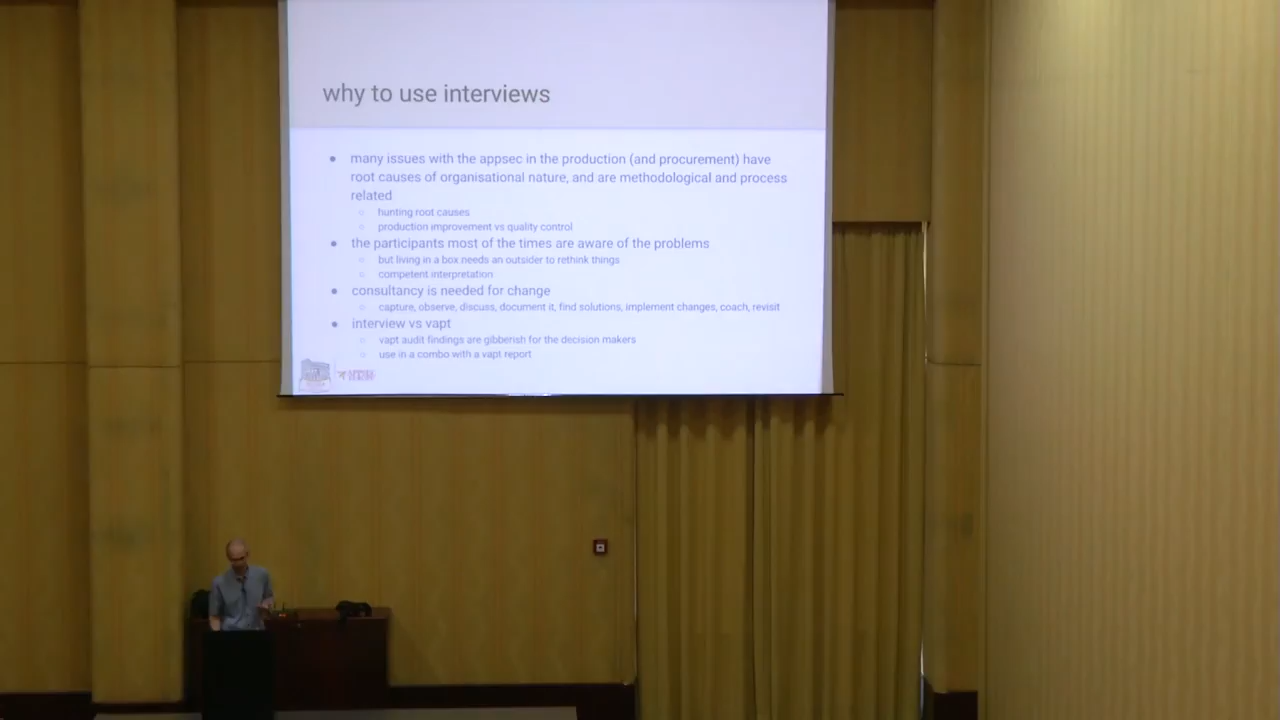 why to use interviews
many issues with the appsec in the production (and procurement) have
root causes of organisational nature, and are methodological and process
related
hunting root causes
production improvement vs quality control
the participants most of the times are aware of the problems
but living in a box needs an outsider to rethink things
competent interpretation
consultancy is needed for change
capture, observe, discuss, document it, find solutions, implement changes, coach, revisit
interview vs vapt
vapt audit findings are gibberish for the decision makers
use in a combo with a vapt report